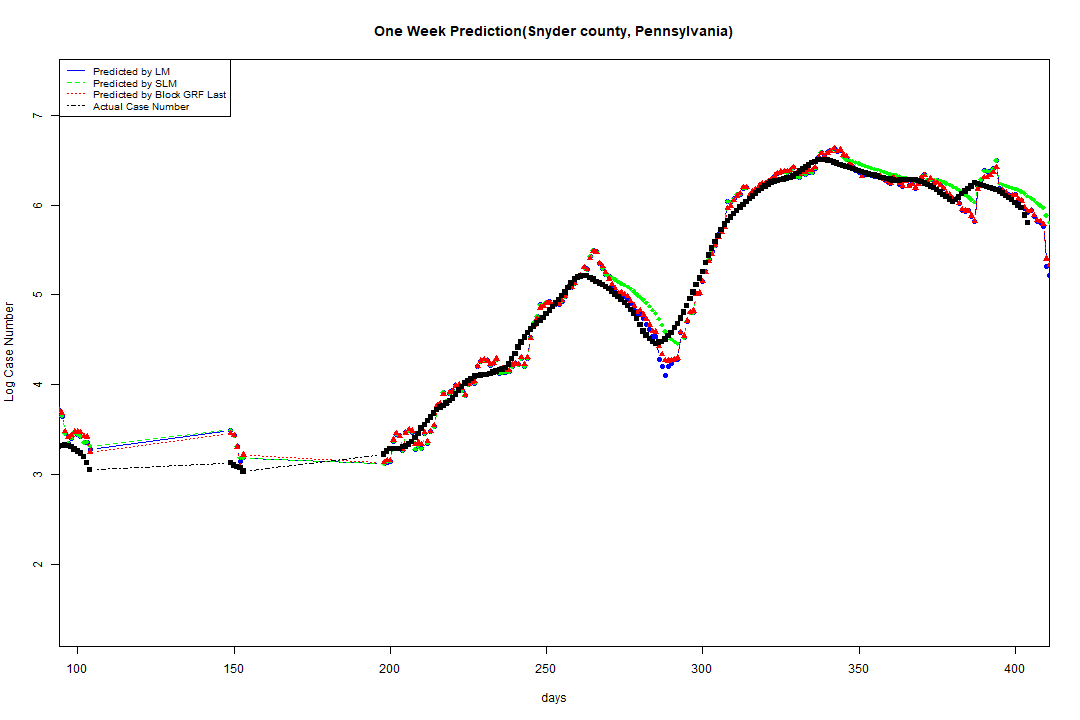 One Week Prediction(Snyder county, Pennsylvania)
Predicted by LM
Predicted by SLM
Predicted by Block GRF Last
Actual Case Number
Log Case Number
7
6
5
4
3
2
100 150 200 250 300 350 400
days